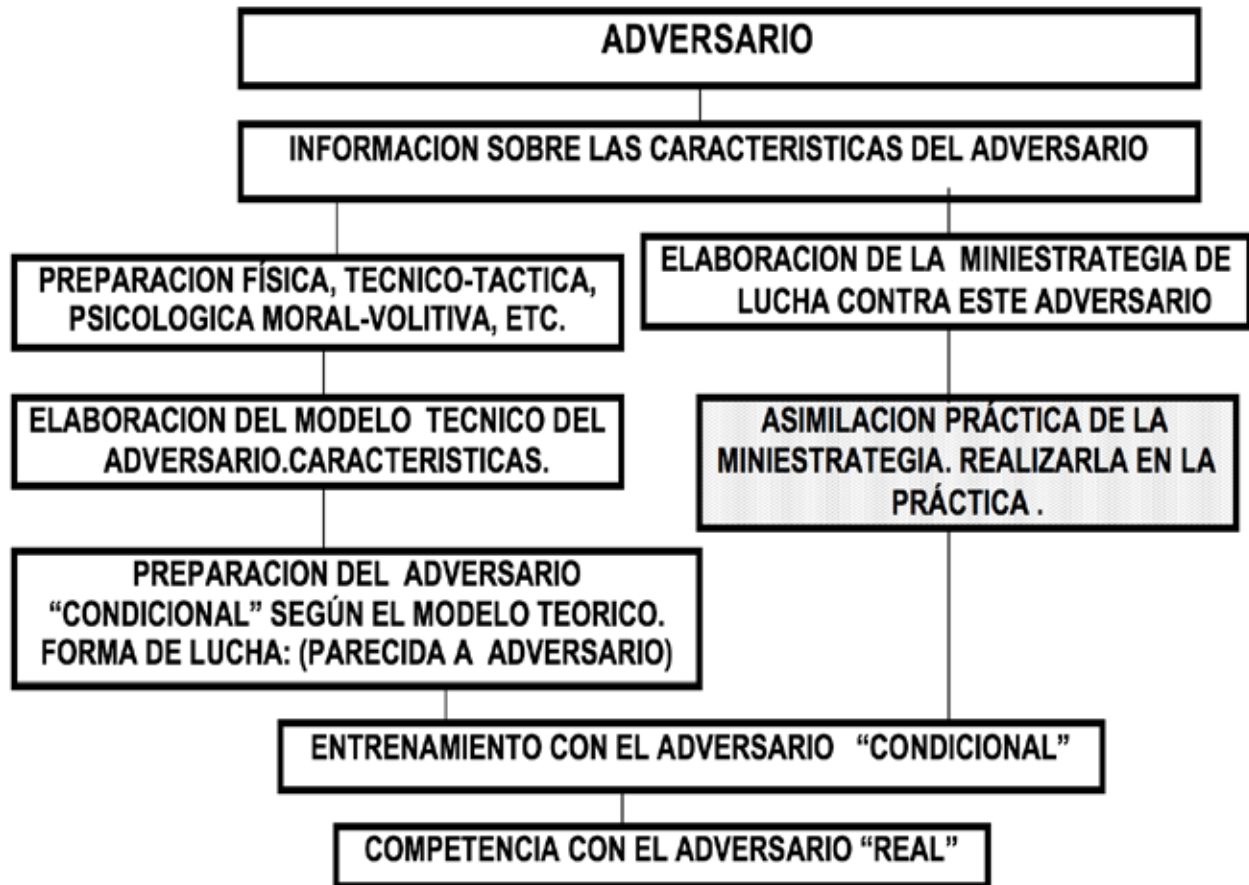 ADVERSARIO
INFORMACION SOBRE LAS CARACTERISTICAS DEL ADVERSARIO
PREPARACION FÍSICA, TECNICO-TACTICA,
PSICOLOGICA MORAL-VOLITIVA, ETC.
ELABORACION DE LA MINIESTRATEGIA DE
LUCHA CONTRA ESTE ADVERSARIO
ELABORACION DEL MODELO TECNICO DEL
ADVERSARIO.CARACTERISTICAS.
ASIMILACION PRÁCTICA DE LA
MINIESTRATEGIA. REALIZARLA EN LA
PRÁCTICA .
PREPARACION DEL ADVERSARIO
“CONDICIONAL” SEGÚN EL MODELO TEORICO.
FORMA DE LUCHA: (PARECIDA A ADVERSARIO)
ENTRENAMIENTO CON EL ADVERSARIO “CONDICIONAL”
COMPETENCIA CON EL ADVERSARIO “REAL”